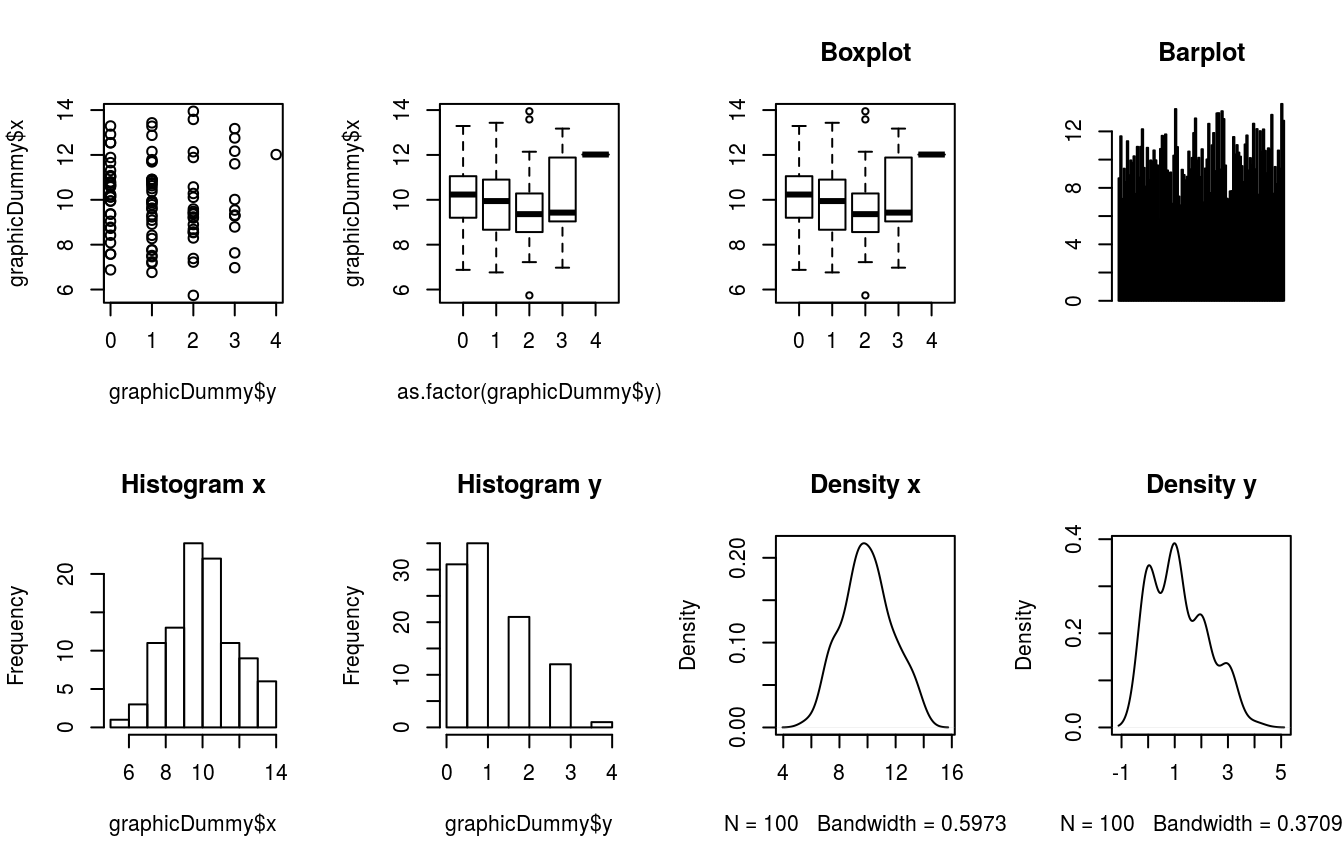 graphicDummy$x
14
12
10
8
6
0 1 2 3 4
graphicDummy$y
graphicDummy$x
14
12
10
8
6
0 1 2 3 4
as.factor(graphicDummy$y)
Boxplot
14
12
10
8
6
0 1 2 3 4
Barplot
12
8
4
0
Histogram x
Frequency
20
10
5
0
6 8 10 14
graphicDummy$x
Histogram y
Frequency
30
20
10
0
0 1 2 3 4
graphicDummy$y
Density x
Density
0.20
0.10
0.00
4 8 12 16
N = 100 Bandwidth = 0.5973
Density y
Density
0.4
0.2
0.0
-1 1 3 5
N = 100 Bandwidth = 0.3709